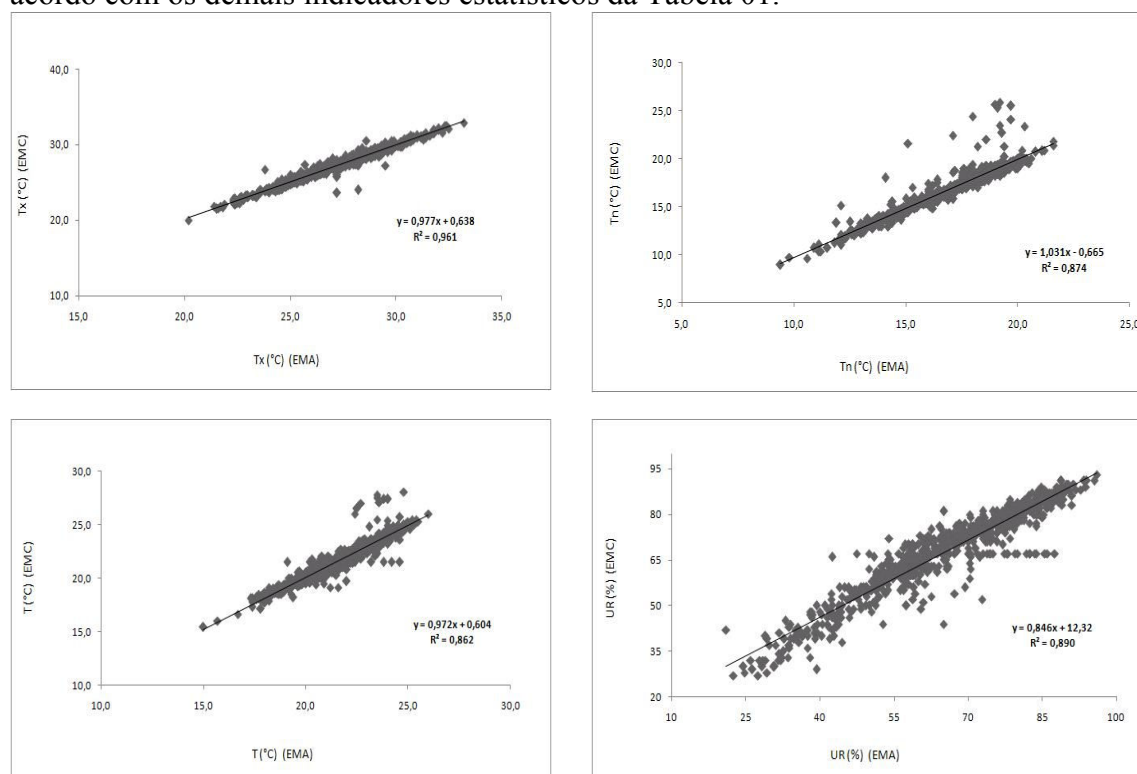 acordo com os demais indicadores estatísticos da Tabela 01.
40,0
30,0
20,0
10,0
Tx (°C) (EMC)
y = 0,977x + 0,638
R² = 0,961
15,0 20,0 25,0 30,0 35,0
Tx (°C) (EMA)
30,0
25,0
20,0
15,0
10,0
5,0
Tn (°C) (EMC)
y = 1,031x - 0,665
R² = 0,874
5,0 10,0 15,0 20,0 25,0
Tn (°C) (EMA)
30,0
25,0
20,0
15,0
10,0
T (°C) (EMC)
y = 0,972x + 0,604
R² = 0,862
10,0 15,0 20,0 25,0 30,0
T (°C) (EMA)
95
80
65
50
35
20
UR (%) (EMC)
y = 0,846x + 12,32
R² = 0,890
10 25 40 55 70 85 100
UR (%) (EMA)